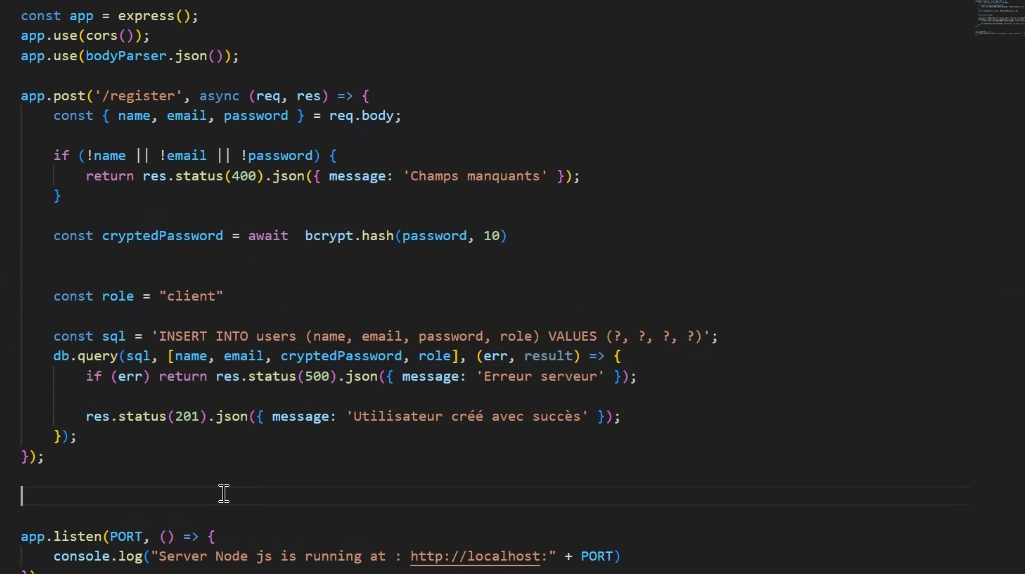 const app = express();
app.use(cors());
app.use(bodyParser.json());
app.post('/register', async (req, res) => {
const { name, email, password } = req.body;
if (!name || !email || !password) {
return res.status(400).json({ message: 'Champs manquants' });
}
const cryptedPassword = await  bcrypt.hash(password, 10)
const role = "client"
const sql = 'INSERT INTO users (name, email, password, role) VALUES (?, ?, ?, ?)';
db.query(sql, [name, email, cryptedPassword, role], (err, result) => {
if (err) return res.status(500).json({ message: 'Erreur serveur' });
res.status(201).json({ message: 'Utilisateur créé avec succès' });
});
});
app.listen(PORT, () => {
console.log("Server Node js is running at : http://localhost:" + PORT)